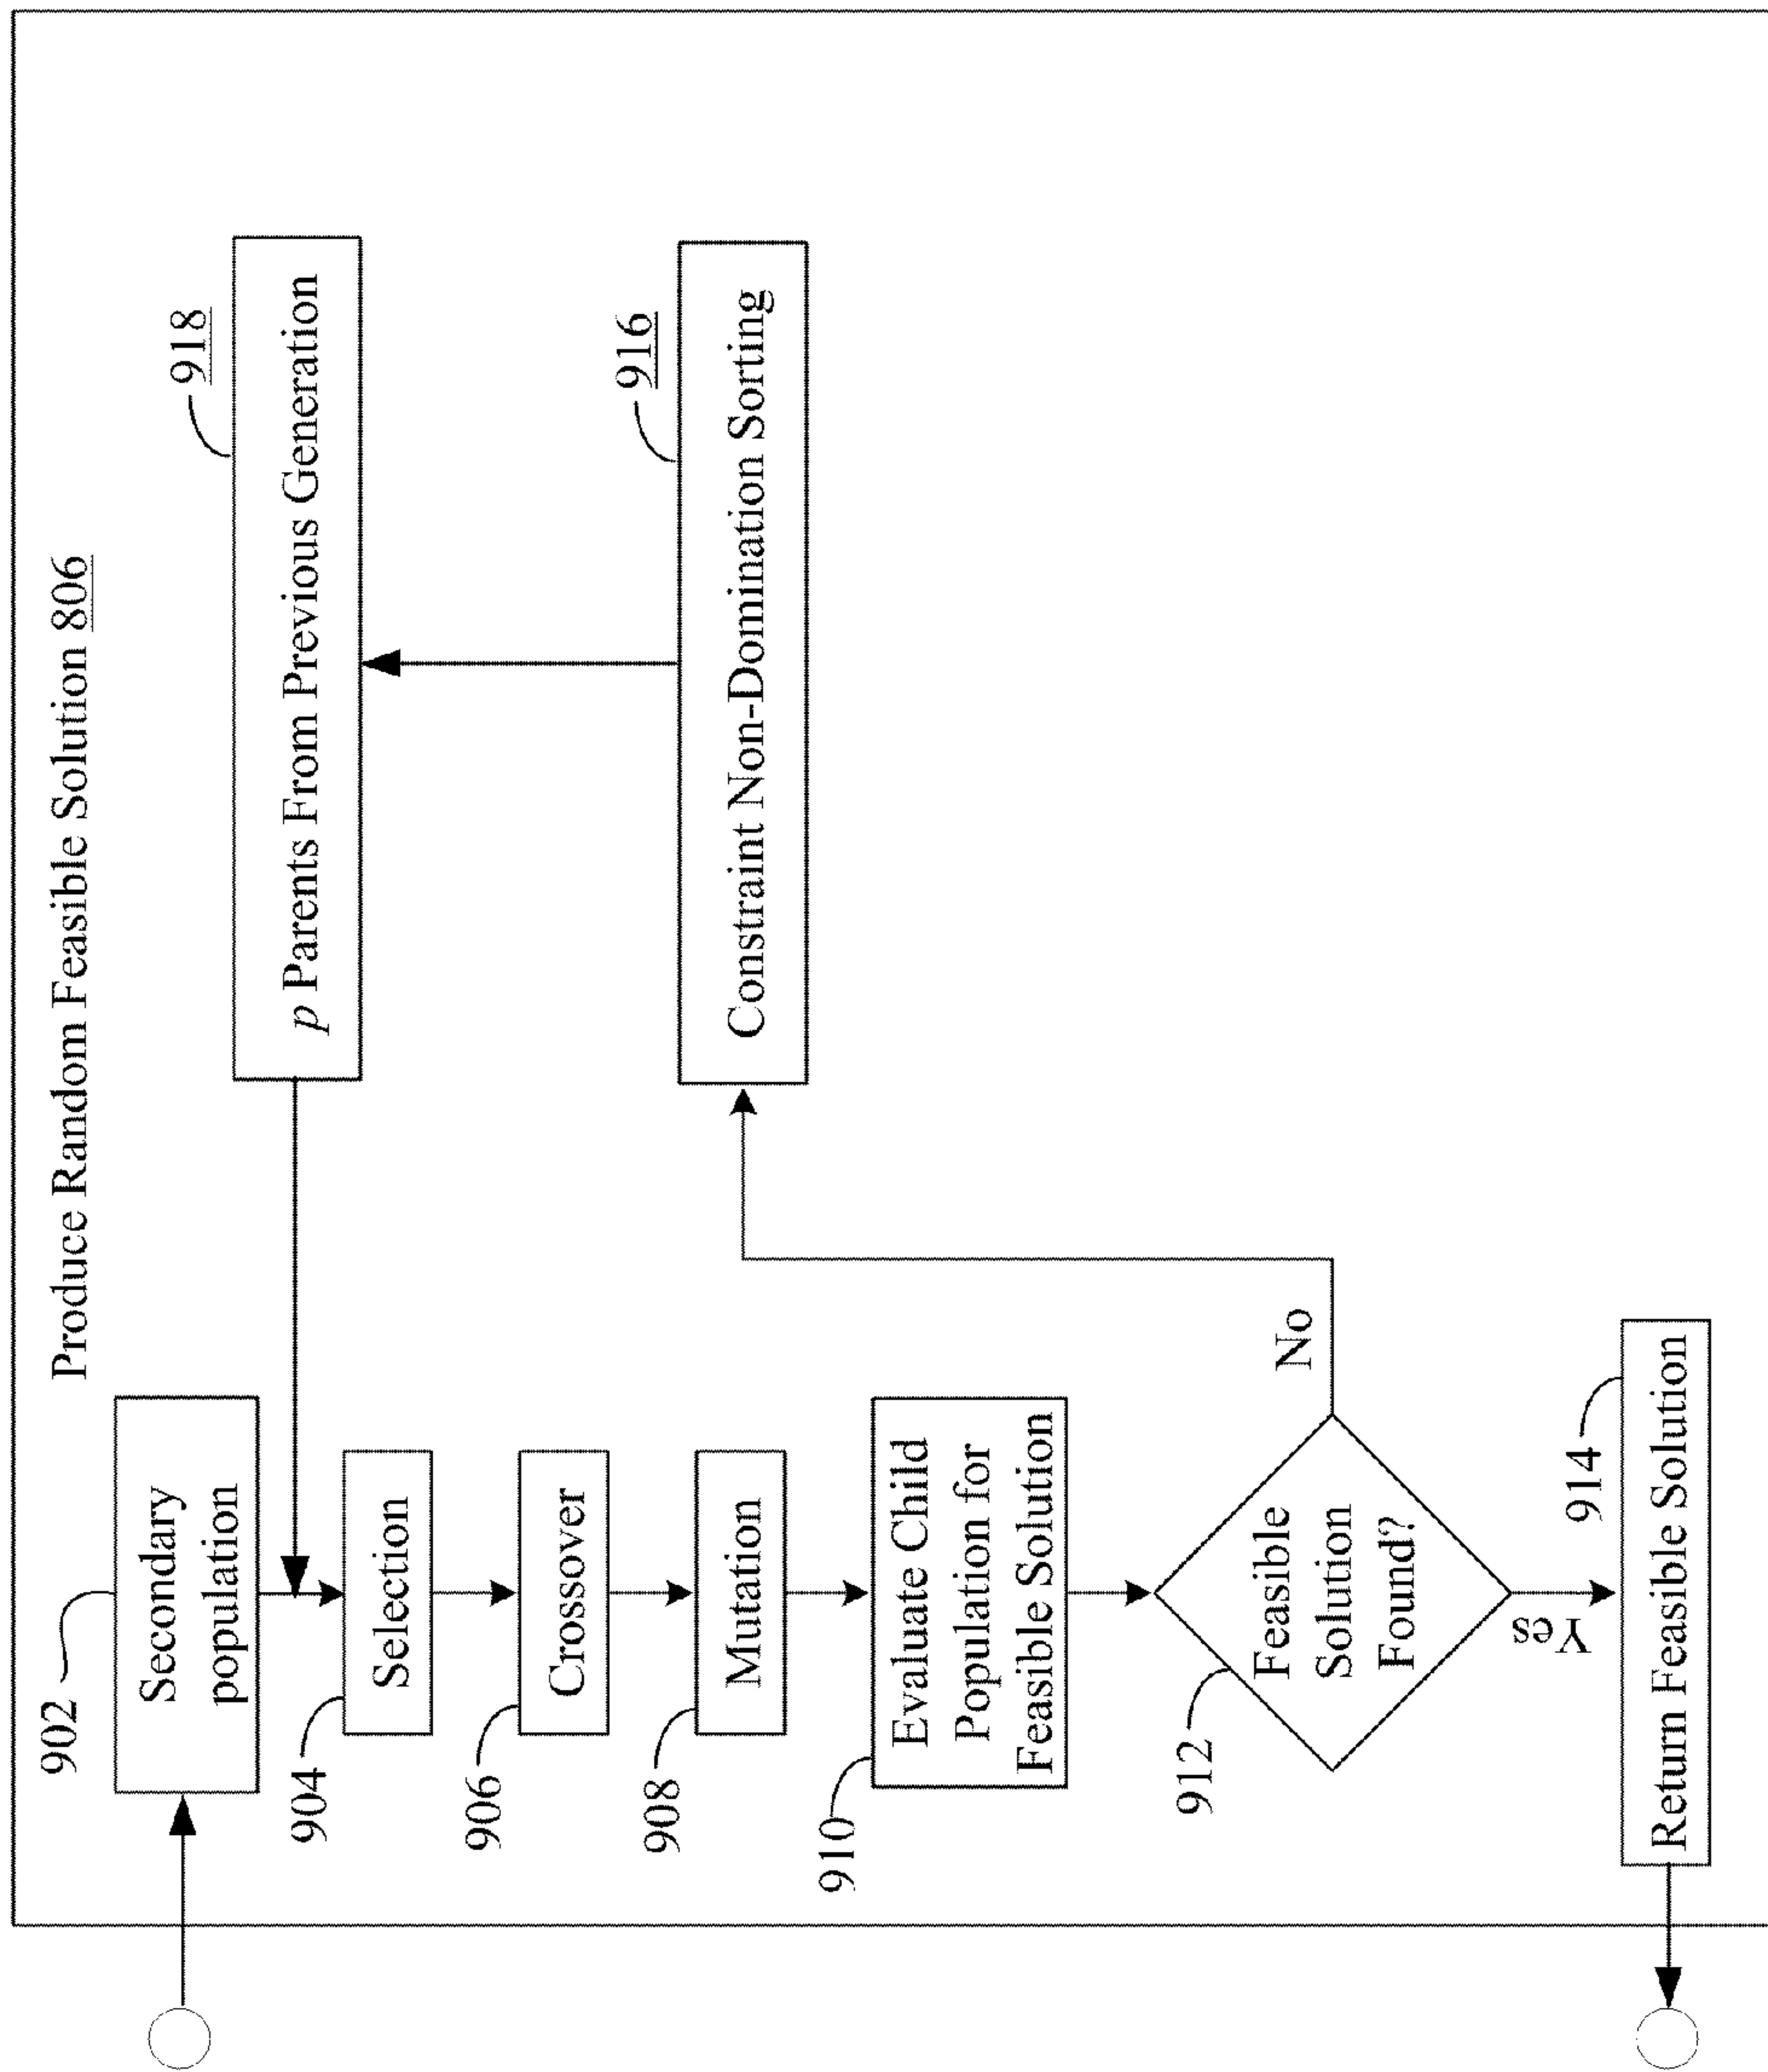 Produce Random Feasible Solution 806
902
Secondary
population
918
p Parents From Previous Generation
904
Selection
906
Crossover
916
Constraint Non-Domination Sorting
908
Mutation
910
Evaluate Child
Population for
Feasible Solution
No
912
Feasible
Solution
Found?
Yes
914
Return Feasible Solution